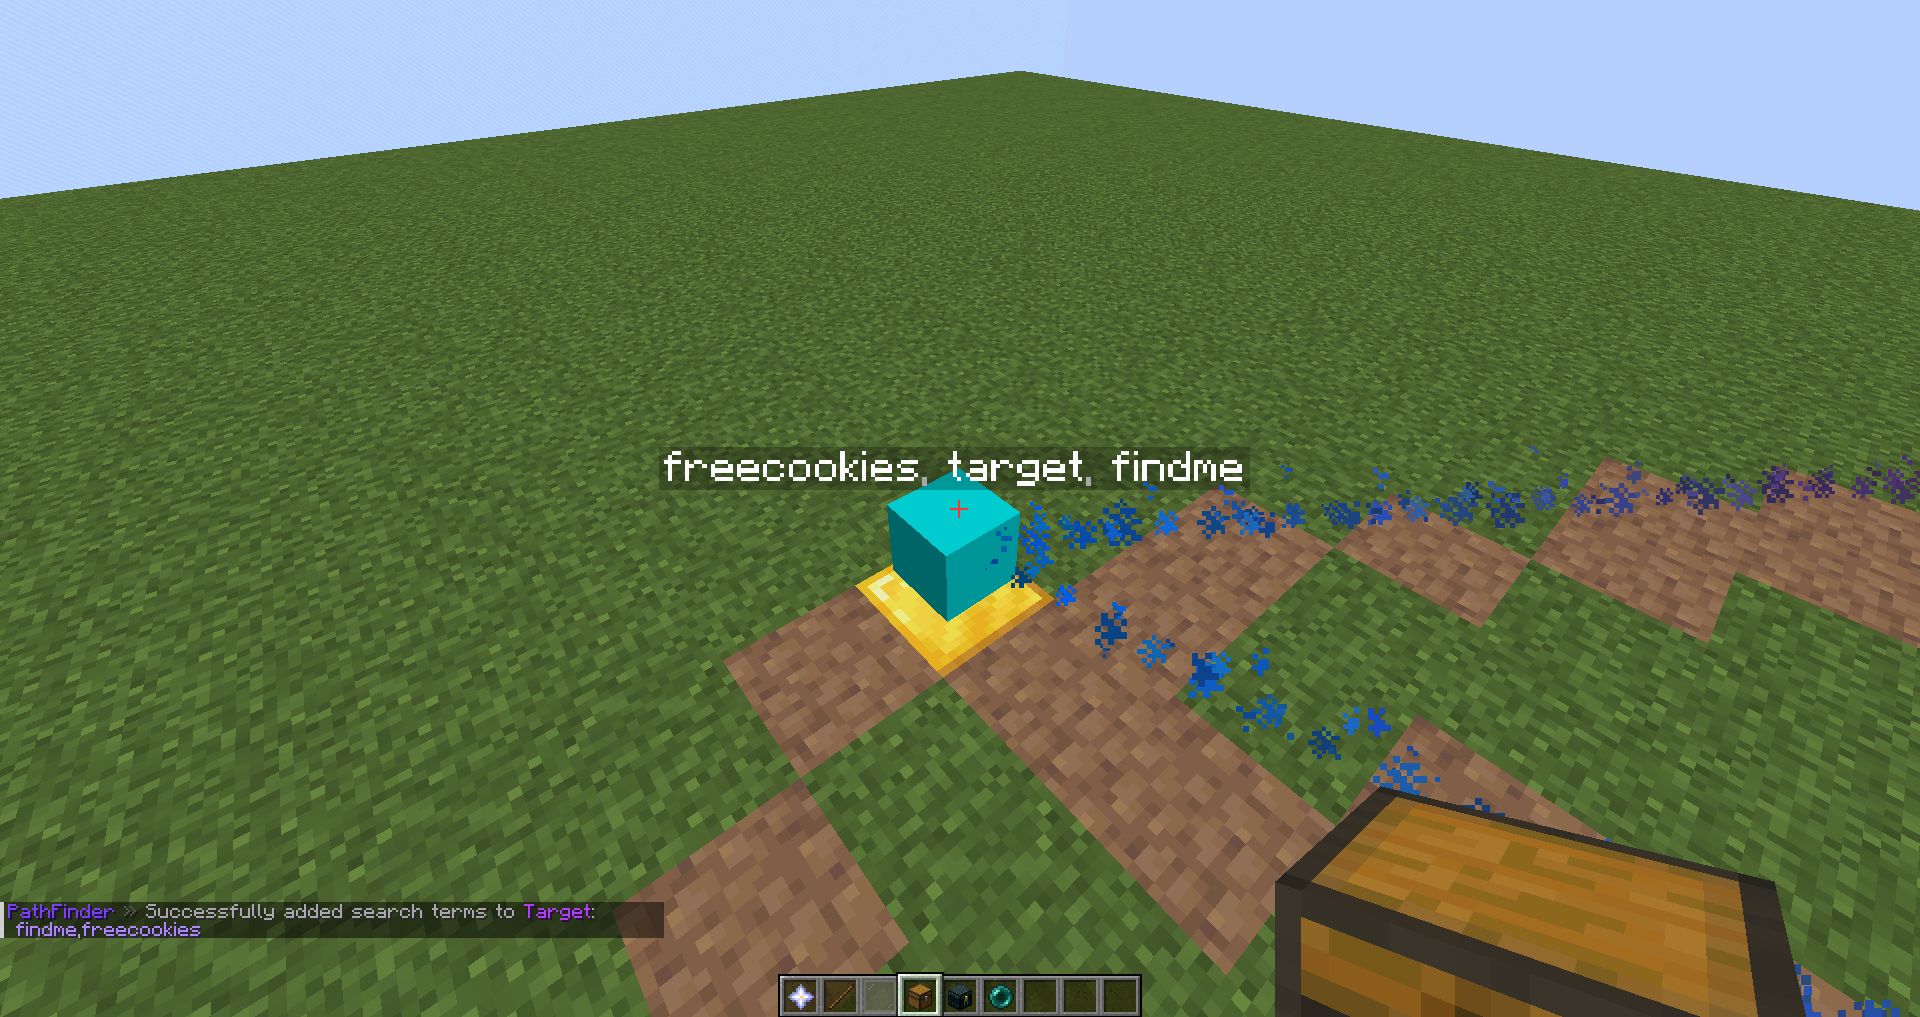 freecookies, target, findme
PathFinder » Successfully added search terms to Target:
findme,freecookies